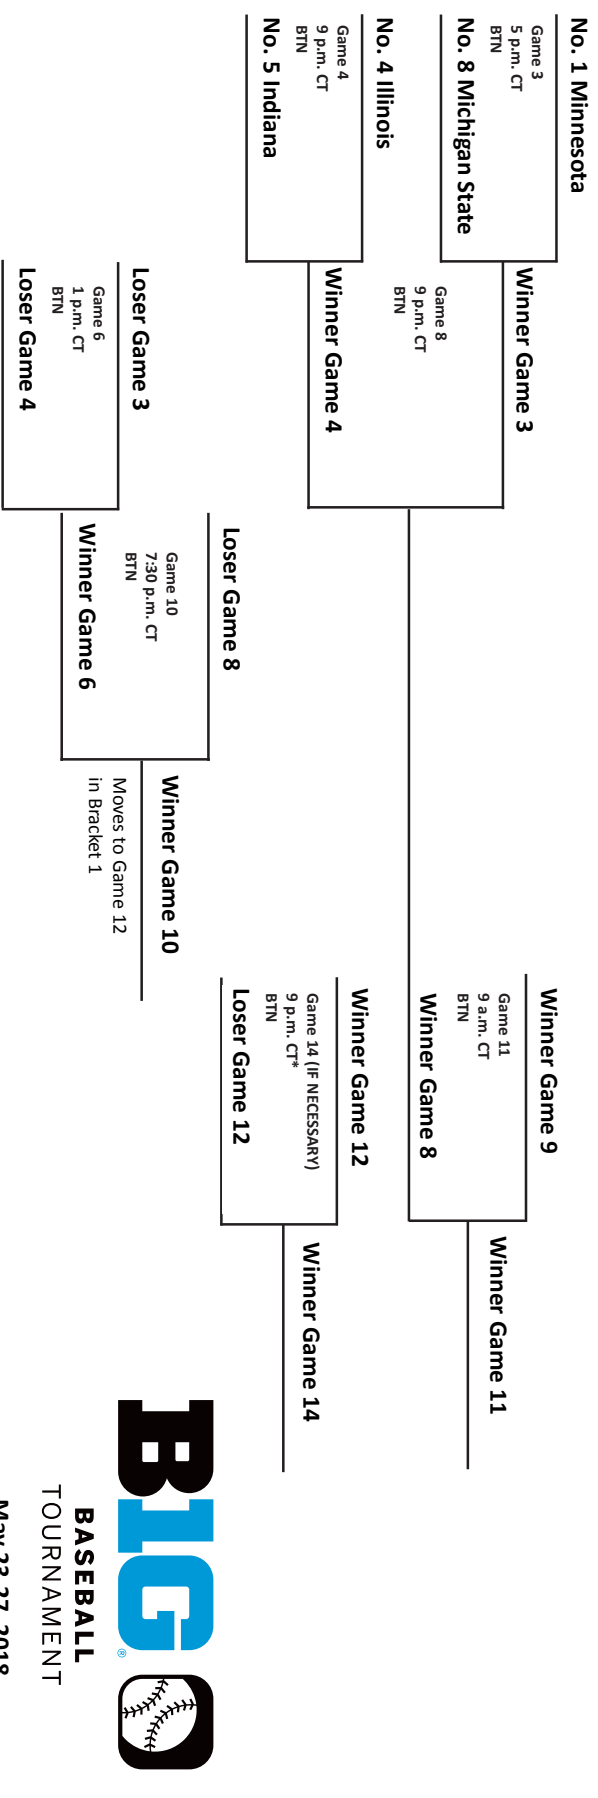 No. 1 Minnesota
Game 3
5 p.m. CT
BTN
No. 8 Michigan State
No. 4 Illinois
Game 4
9 p.m. CT
BTN
No. 5 Indiana
Winner Game 3
Game 8
9 p.m. CT
BTN
Winner Game 4
Loser Game 3
Game 6
1 p.m. CT
BTN
Loser Game 4
Loser Game 8
Game 10
7:30 p.m. CT
BTN
Winner Game 6
Winner Game 10
Moves to Game 12
in Bracket 1
Winner Game 9
Game 11
9 a.m. CT
BTN
Winner Game 8
Winner Game 12
Game 14 (IF NECESSARY)
9 p.m. CT*
BTN
Loser Game 12
Winner Game 11
Winner Game 14
B1G®
BASEBALL
TOURNAMENT
May 23-27, 2018